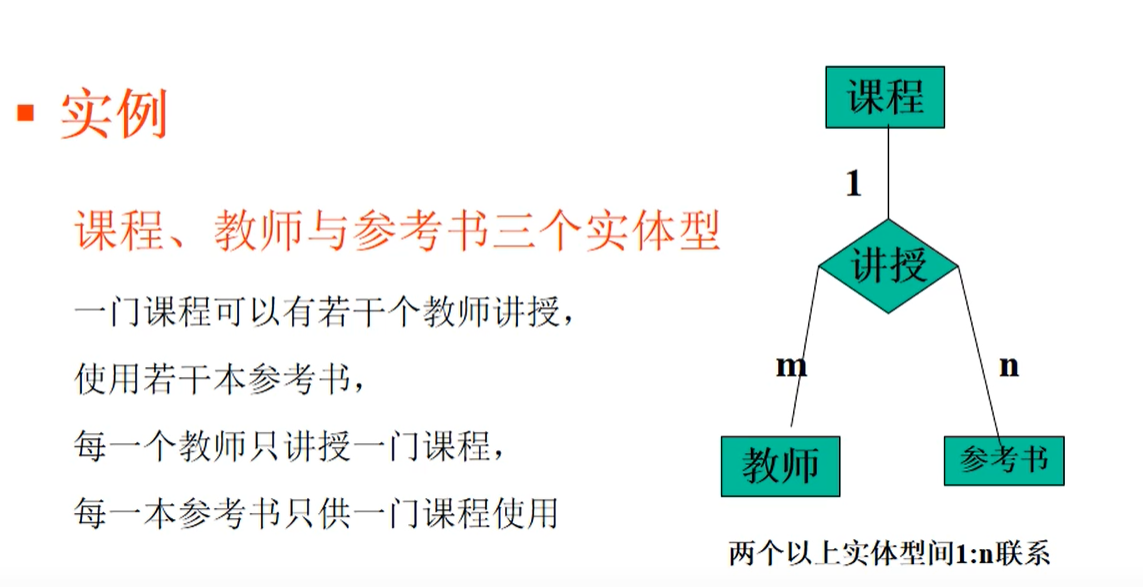 实例
课程、教师与参考书三个实体型
一门课程可以有若干个教师讲授，
使用若干本参考书，
每一个教师只讲授一门课程，
每一本参考书只供一门课程使用
课程
1
讲授
m
n
教师
参考书
两个以上实体型间1:n联系